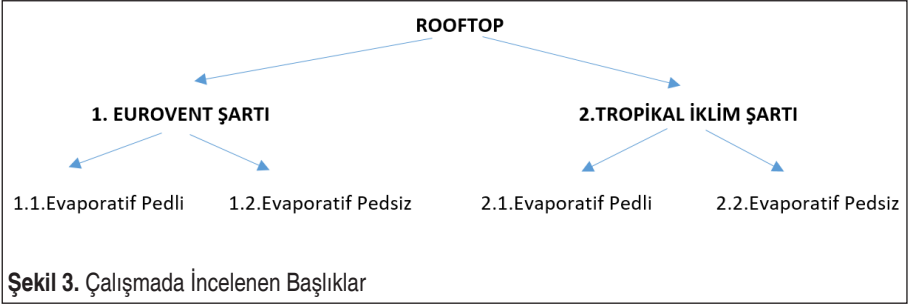 ROOFTOP
1. EUROVENT ŞARTI 2.TROPİKAL İKLİM ŞARTI
1.1.Evaporatif Pedli 1.2.Evaporatif Pedsiz 2.1.Evaporatif Pedli 2.2.Evaporatif Pedsiz
Şekil 3. Çalışmada İncelenen Başlıklar